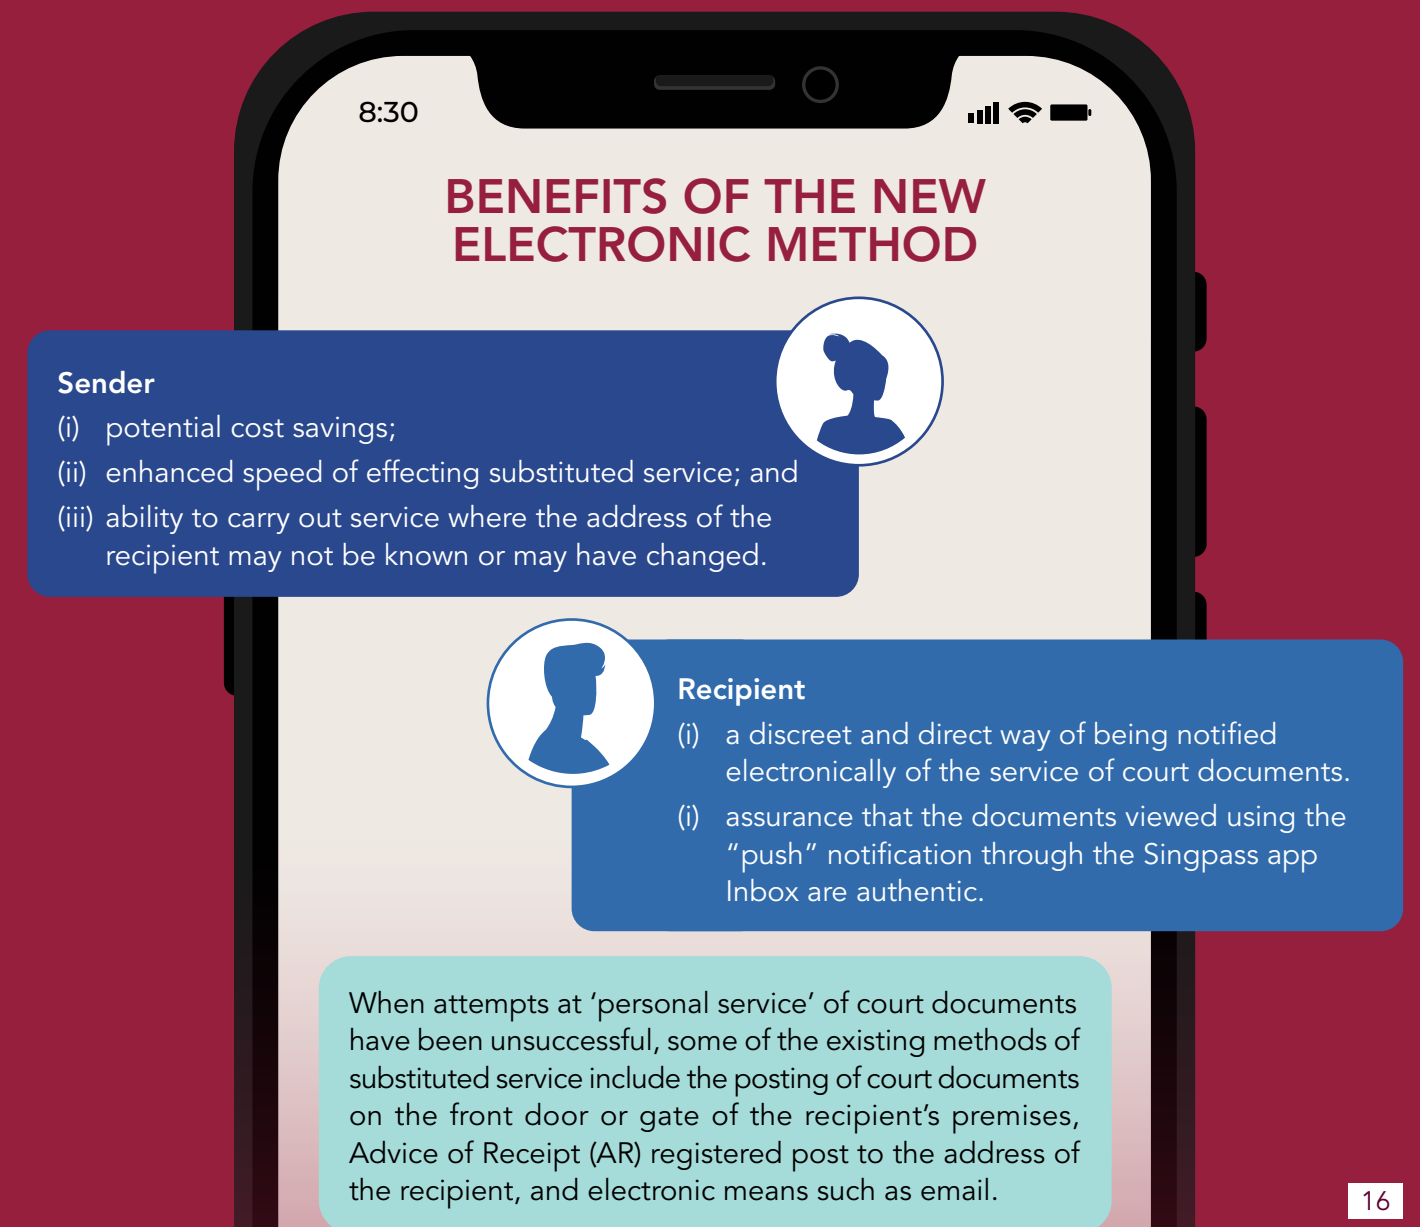 8:30
BENEFITS OF THE NEW
ELECTRONIC METHOD
Sender
(i) potential cost savings;
(ii) enhanced speed of effecting substituted service; and
(iii) ability to carry out service where the address of the
recipient may not be known or may have changed.
Recipient
(i) a discreet and direct way of being notified
electronically of the service of court documents.
(i) assurance that the documents viewed using the
“push” notification through the Singpass app
Inbox are authentic.
When attempts at ‘personal service’ of court documents
have been unsuccessful, some of the existing methods of
substituted service include the posting of court documents
on the front door or gate of the recipient’s premises,
Advice of Receipt (AR) registered post to the address of
the recipient, and electronic means such as email.
16